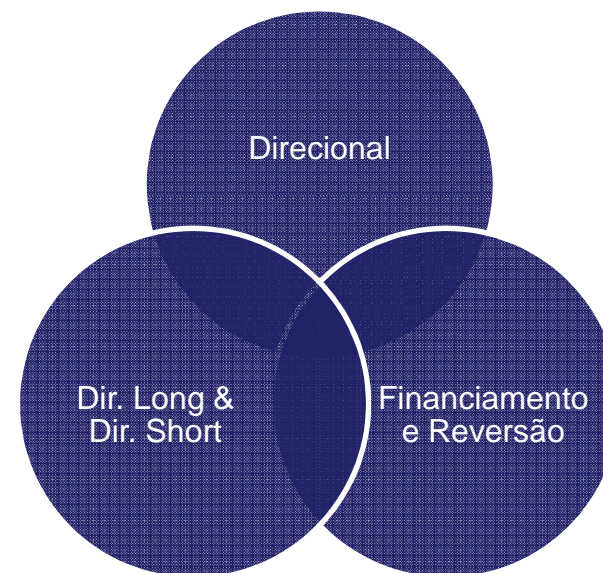 Direcional
Dir. Long &
Dir. Short
Financiamento
e Reversão